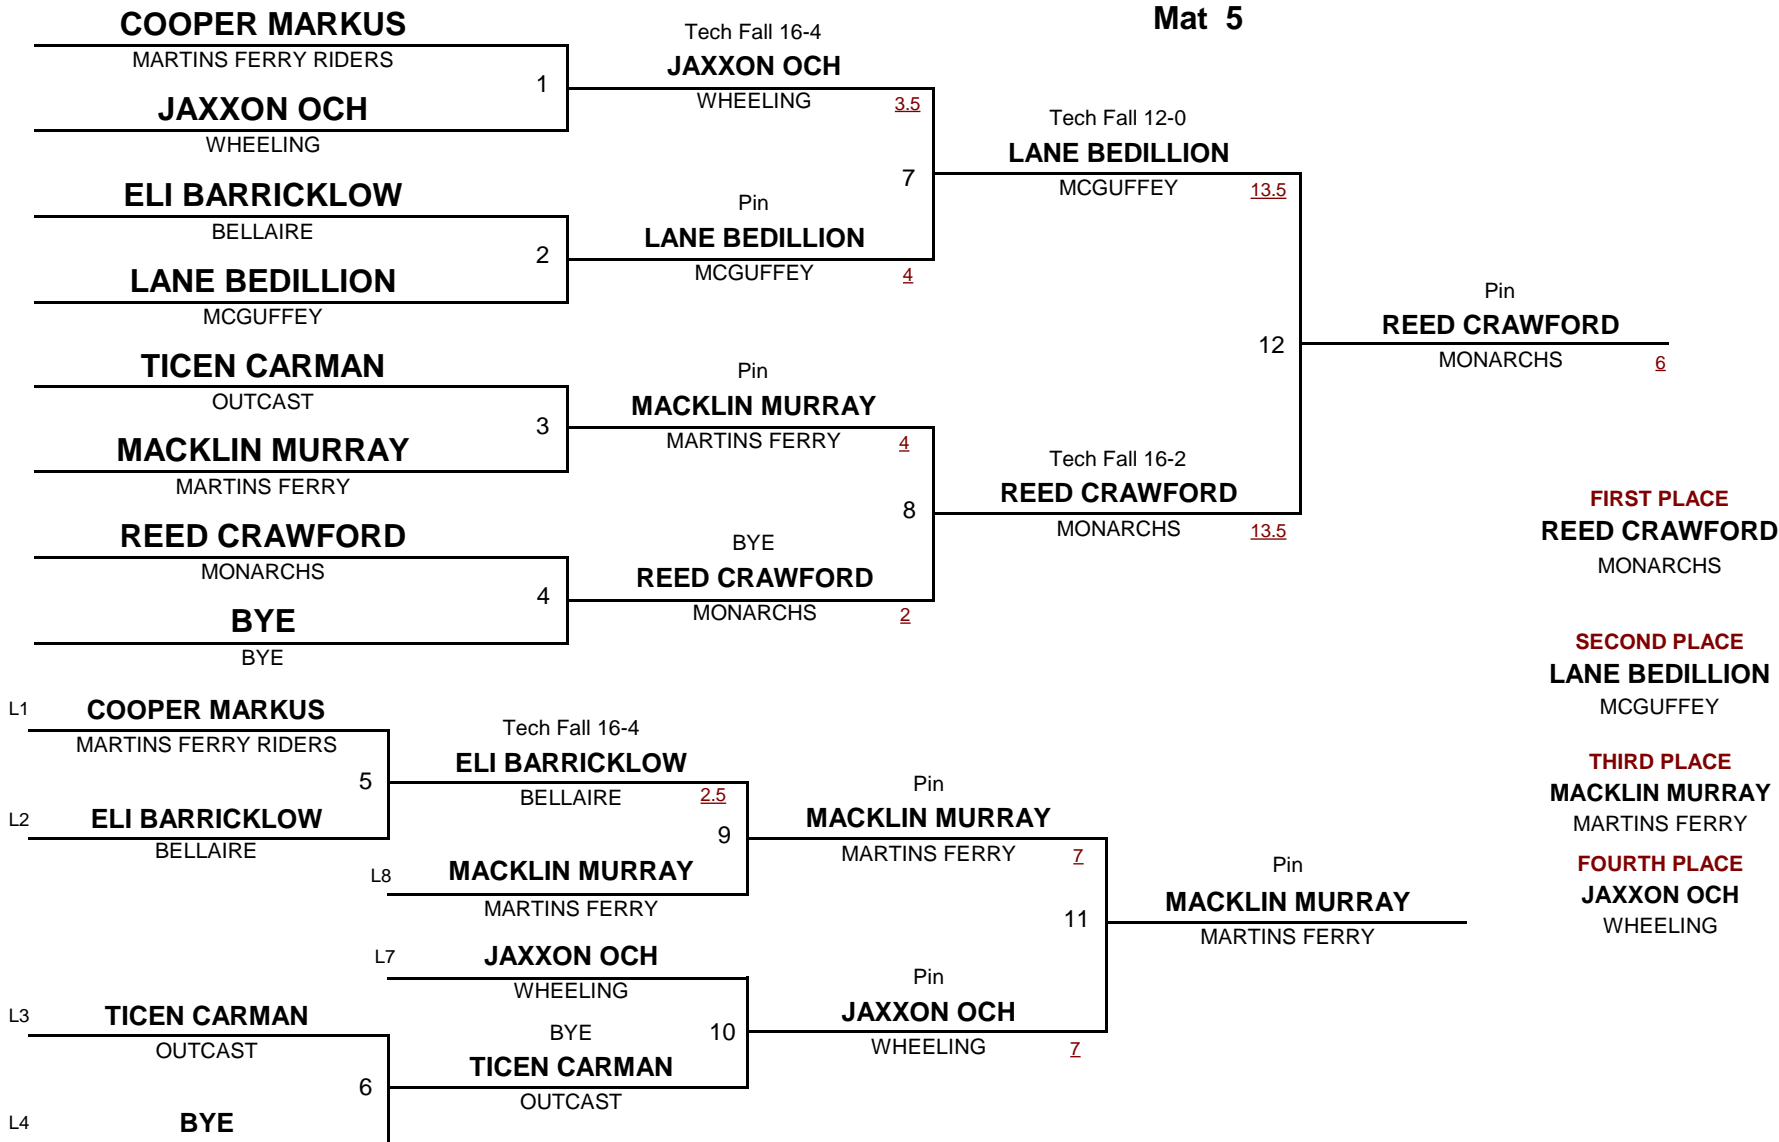 Mat 5
COOPER MARKUS
MARTINS FERRY RIDERS
1
JAXXON OCH
WHEELING
Tech Fall 16-4
JAXXON OCH
WHEELING
3.5
ELI BARRICKLOW
BELLAIRE
2
LANE BEDILLION
MCGUFFEY
Pin
LANE BEDILLION
MCGUFFEY
4
7
Tech Fall 12-0
LANE BEDILLION
MCGUFFEY
13.5
TICEN CARMAN
OUTCAST
3
MACKLIN MURRAY
MARTINS FERRY
Pin
MACKLIN MURRAY
MARTINS FERRY
4
REED CRAWFORD
MONARCHS
4
BYE
BYE
BYE
REED CRAWFORD
MONARCHS
2
8
Tech Fall 16-2
REED CRAWFORD
MONARCHS
13.5
12
Pin
REED CRAWFORD
MONARCHS
6
FIRST PLACE
REED CRAWFORD
MONARCHS
SECOND PLACE
LANE BEDILLION
MCGUFFEY
THIRD PLACE
MACKLIN MURRAY
MARTINS FERRY
FOURTH PLACE
JAXXON OCH
WHEELING
L1
COOPER MARKUS
MARTINS FERRY RIDERS
5
L2
ELI BARRICKLOW
BELLAIRE
Tech Fall 16-4
ELI BARRICKLOW
BELLAIRE
2.5
9
L8
MACKLIN MURRAY
MARTINS FERRY
Pin
MACKLIN MURRAY
MARTINS FERRY
7
L7
JAXXON OCH
WHEELING
L3
TICEN CARMAN
OUTCAST
6
L4
BYE
BYE
TICEN CARMAN
OUTCAST
10
Pin
JAXXON OCH
WHEELING
7
11
Pin
MACKLIN MURRAY
MARTINS FERRY